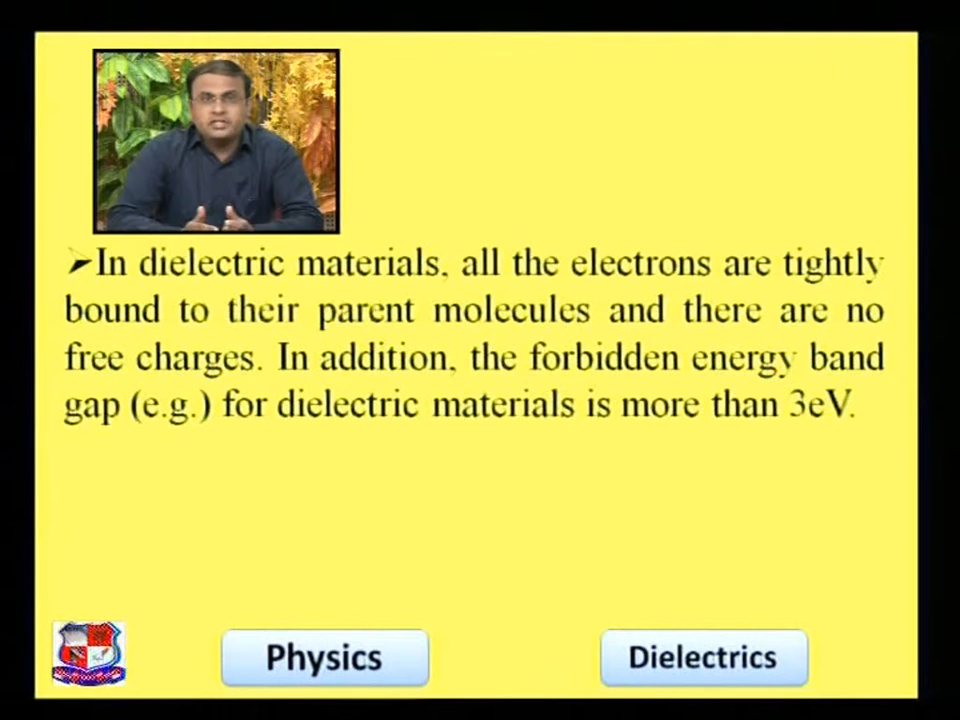 ➢In dielectric materials, all the electrons are tightly
bound to their parent molecules and there are no
free charges. In addition, the forbidden energy band
gap (e.g.) for dielectric materials is more than 3eV.
Physics
Dielectrics